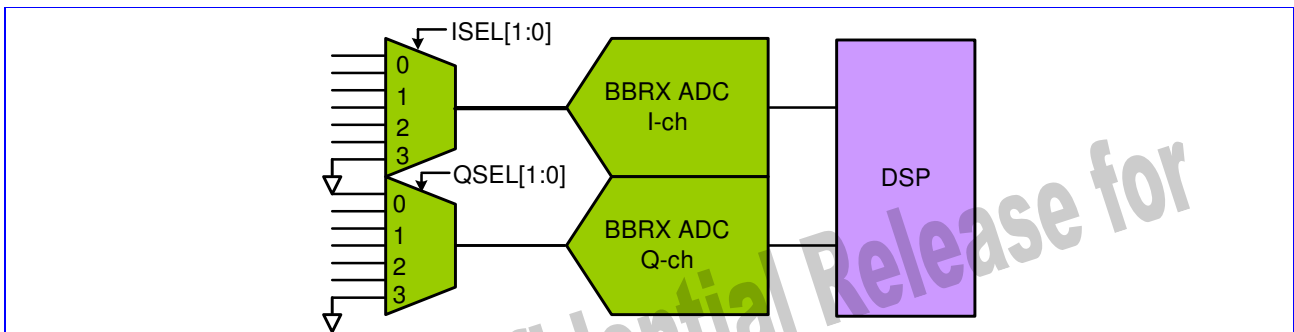 ISEL[1:0]
0
1
2
3
BBRX ADC
I-ch
DSP
QSEL[1:0]
0
1
2
3
BBRX ADC
Q-ch
Release for